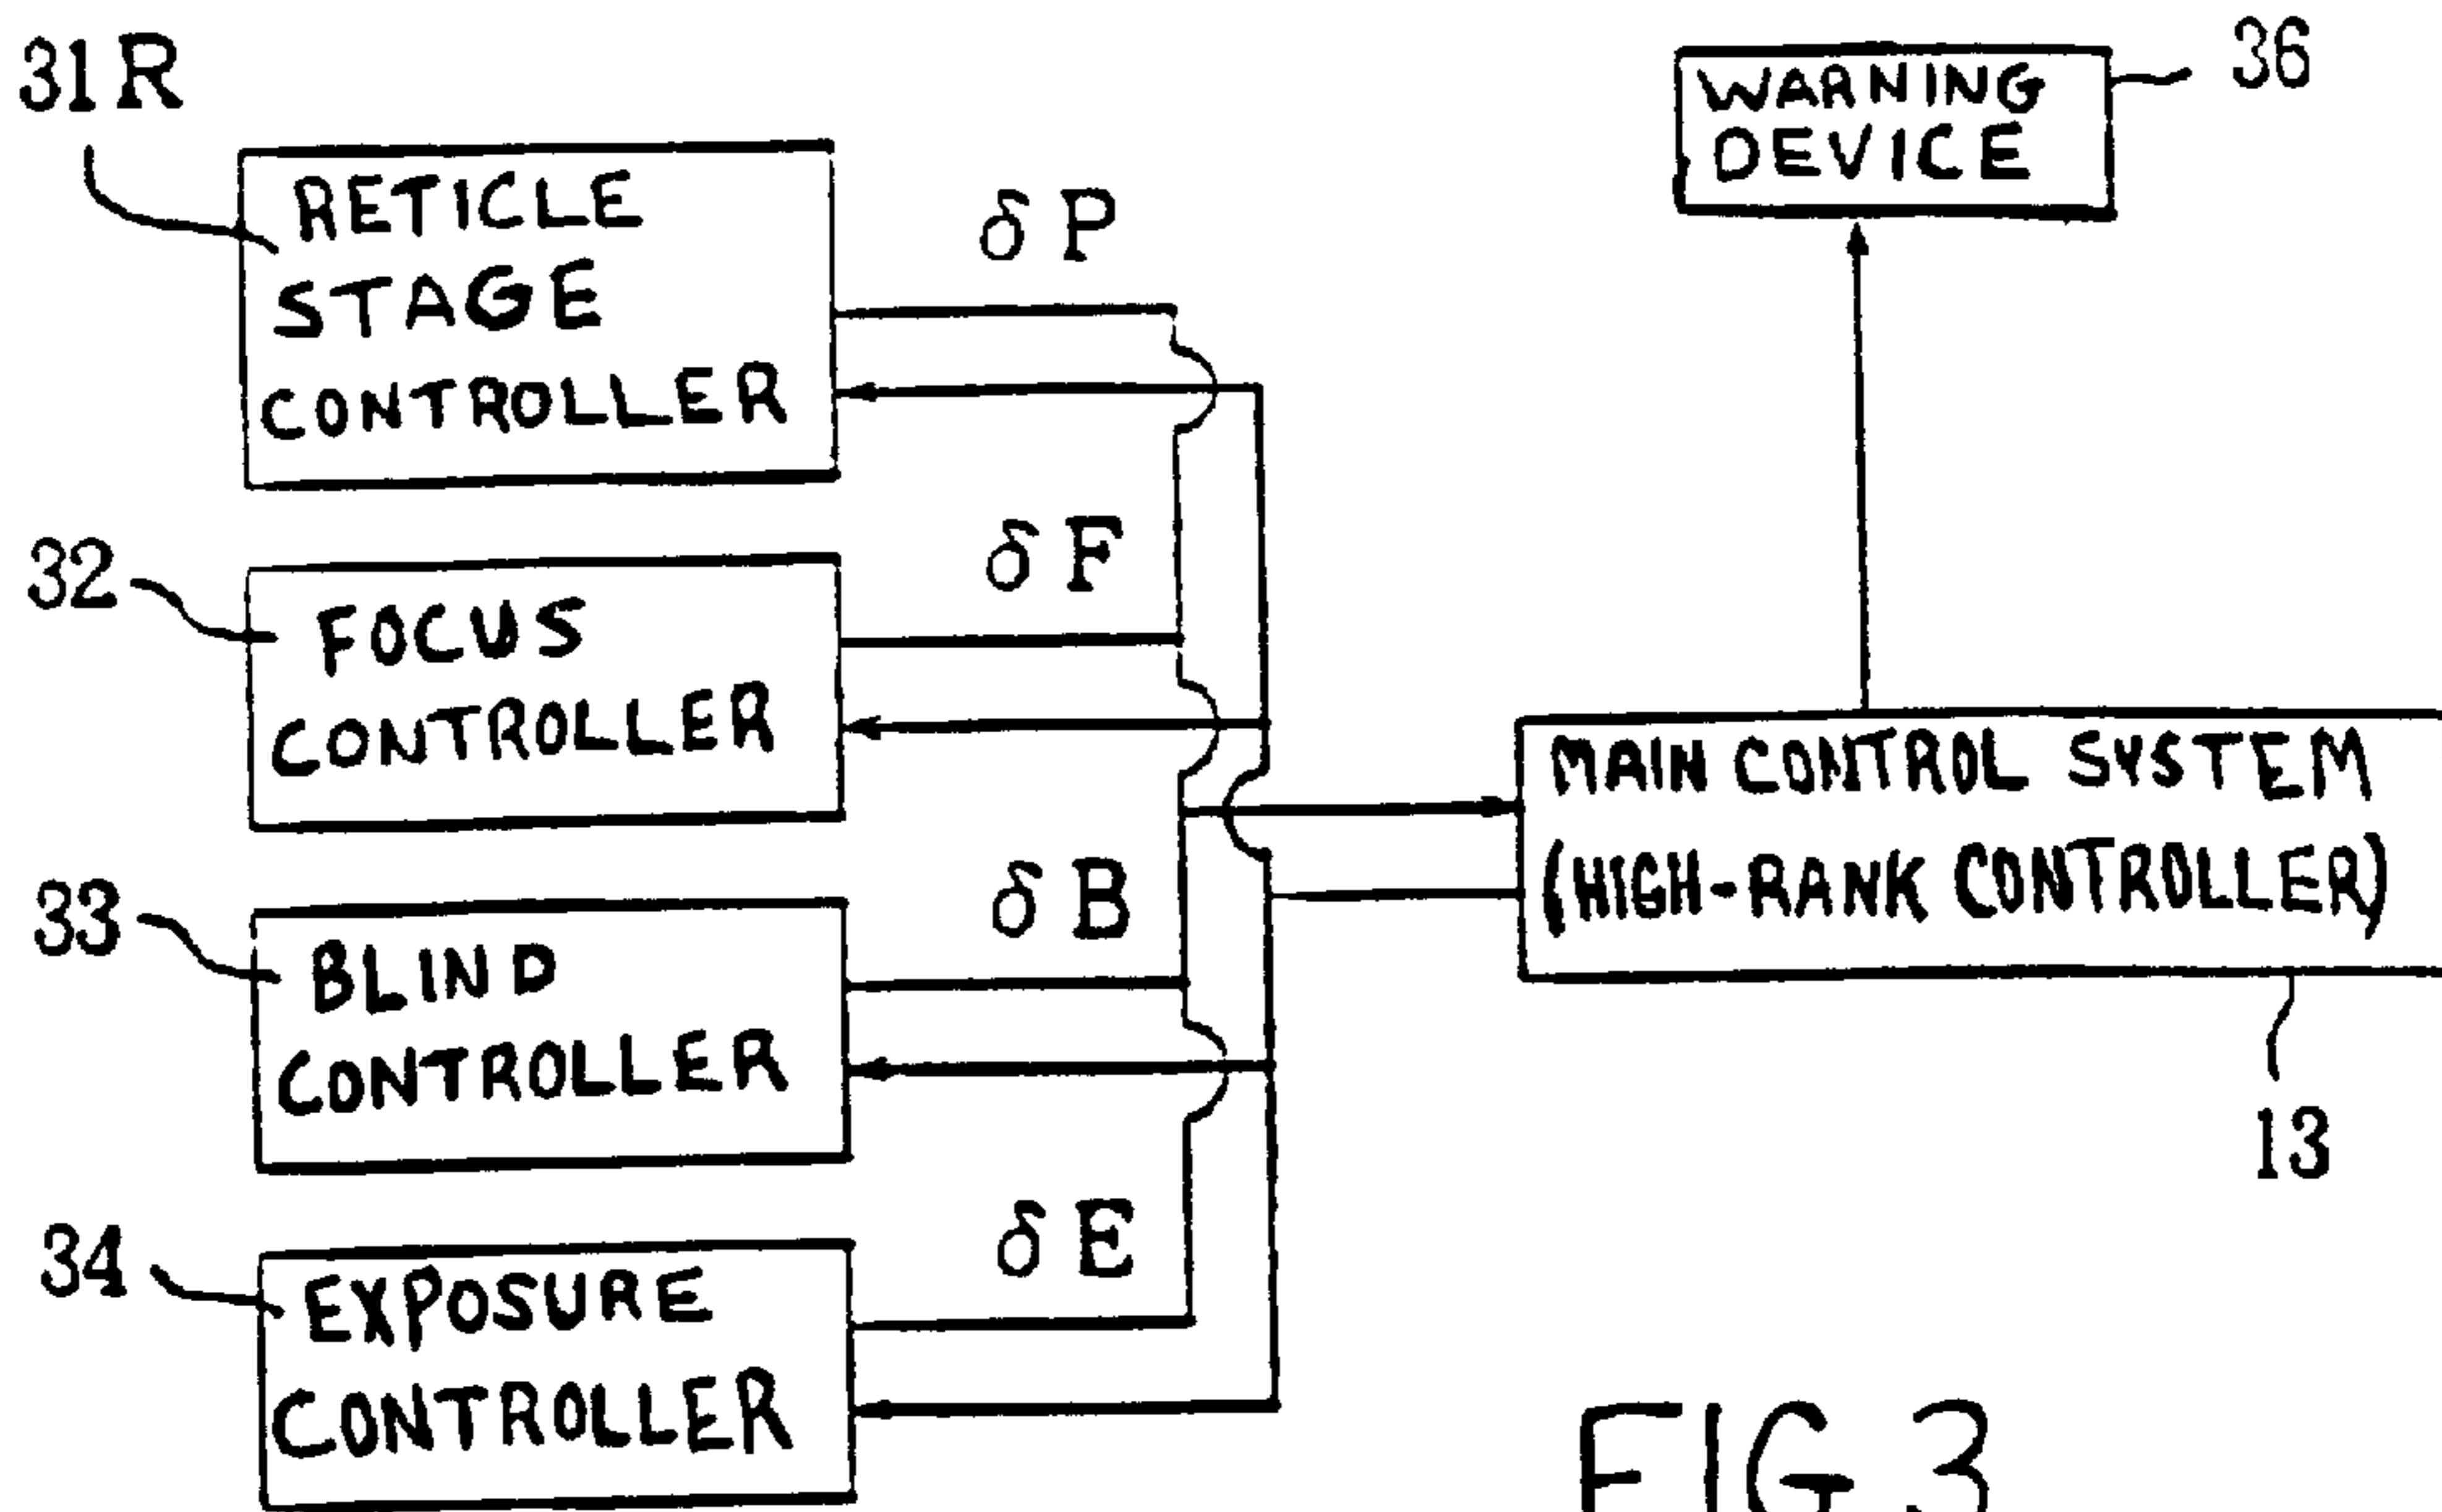 31R
RETICLE
STAGE
CONTROLLER
δP
WARNING
DEVICE
36
32
FOCUS
CONTROLLER
δF
33
BLIND
CONTROLLER
δB
MAIN CONTROL SYSTEM
(HIGH-RANK CONTROLLER)
13
34
EXPOSURE
CONTROLLER
δE
FIG. 3